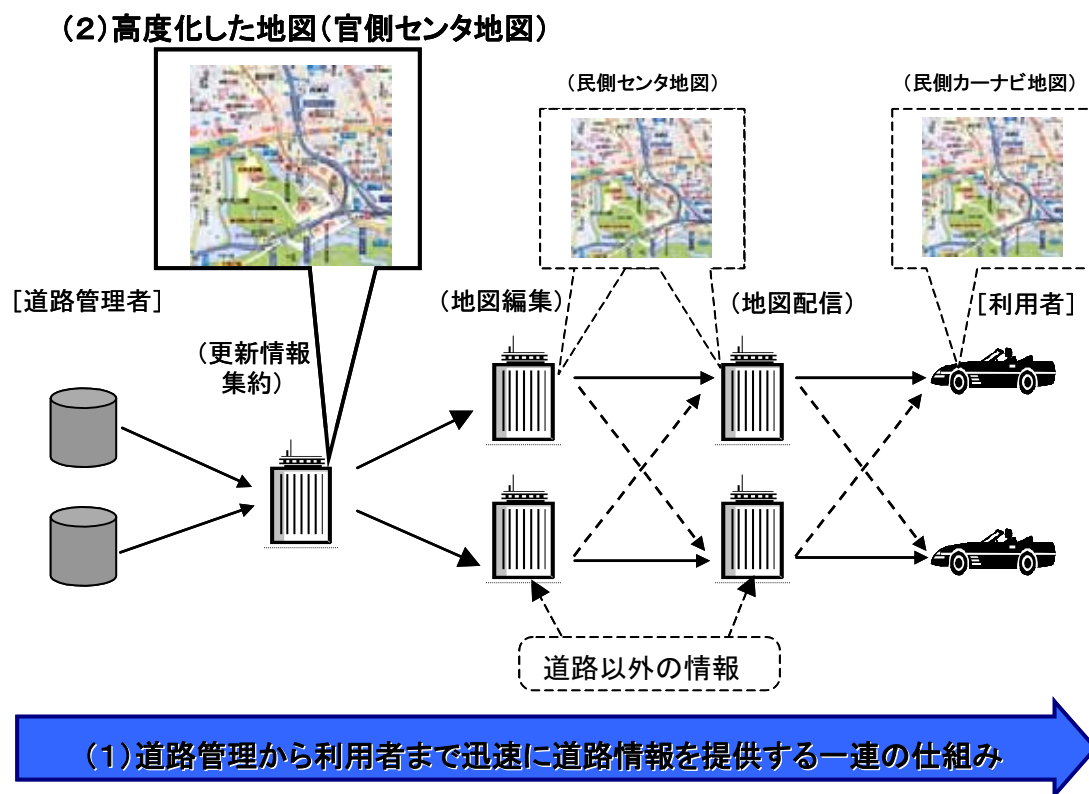 (2)高度化した地図(官側センタ地図)
(民側センタ地図)
(民側カーナビ地図)
[道路管理者]
(地図編集)
(地図配信)
[利用者]
(更新情報
集約)
道路以外の情報
(1)道路管理から利用者まで迅速に道路情報を提供する一連の仕組み